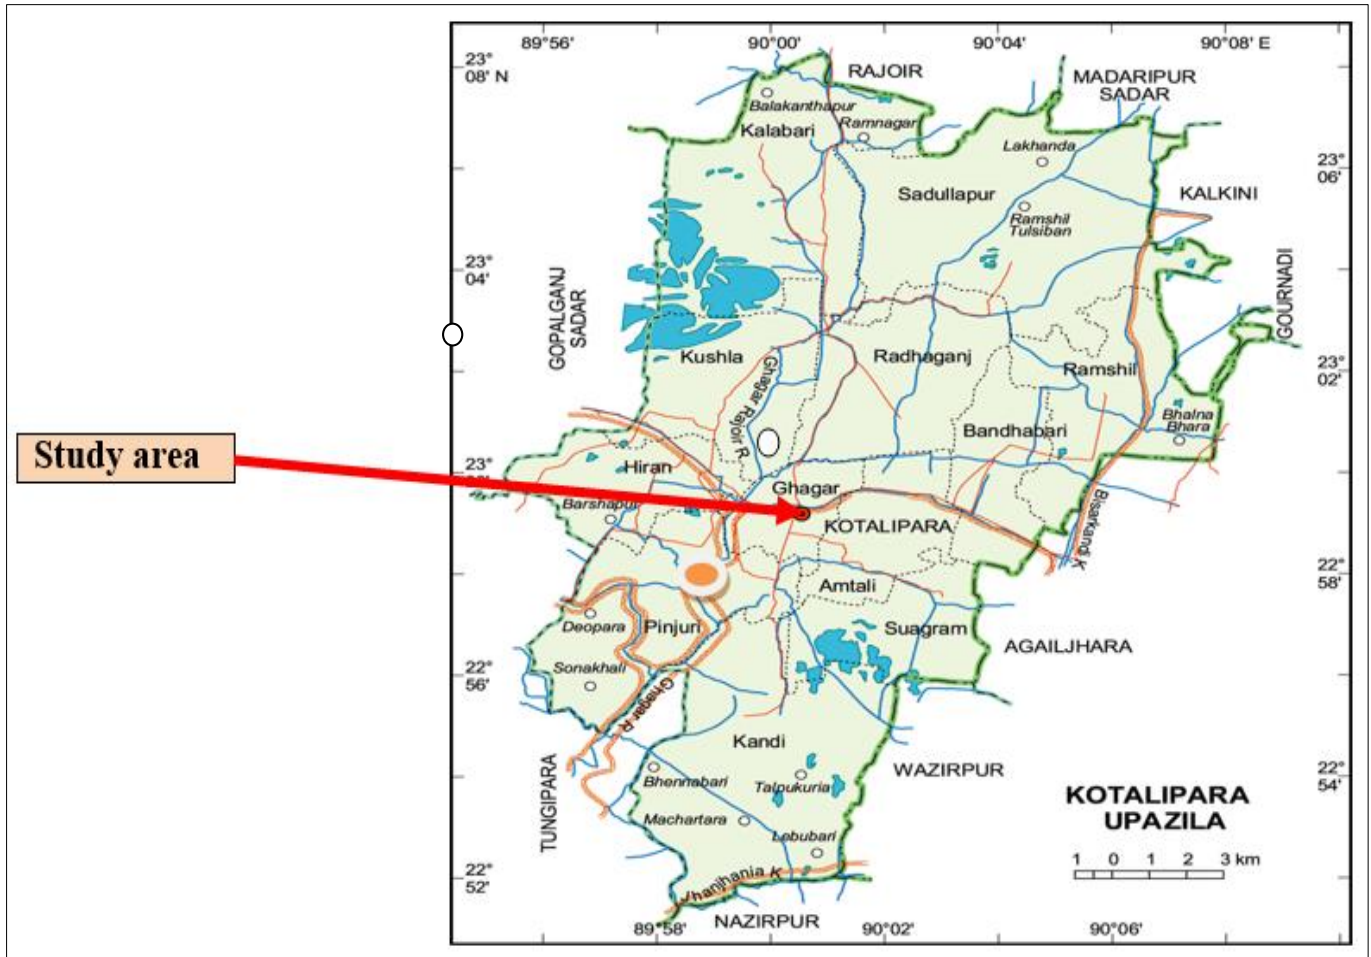 89° 56' 90° 00' 90° 04' 90° 08' E
23°
08' N
RAJOIR
MADARIPUR
SADAR
Balakanthapur
Kalabari
Ramnagar
Lakhanda
23°
06'
Sadullapur
KALKINI
Ramshil
Tulsiban
23°
04'
GOPALGANJ
SADAR
GOURNADI
Kushla
Radhaganj
Ramshil
23°
02'
Ghagar Rajoir R
Bhalna
Bhara
Bandhabari
Study area
Hiran
23°
Ghagar
Barshapur
KOTALIPARA
Bisarkandi K
22°
58'
Amtali
Deopara
Pinjuri
Suagram
AGAILJHARA
Sonakhali
22°
56'
Ghagar R
Kandi
WAZIRPUR
TUNGIPARA
Bhennabari
Talpukuria
22°
54'
KOTALIPARA
UPAZILA
Machartara
Lebubari
1 0 1 2 3 km
22°
52'
Jhanjhania K
NAZIRPUR
89° 58' 90° 02' 90° 06'